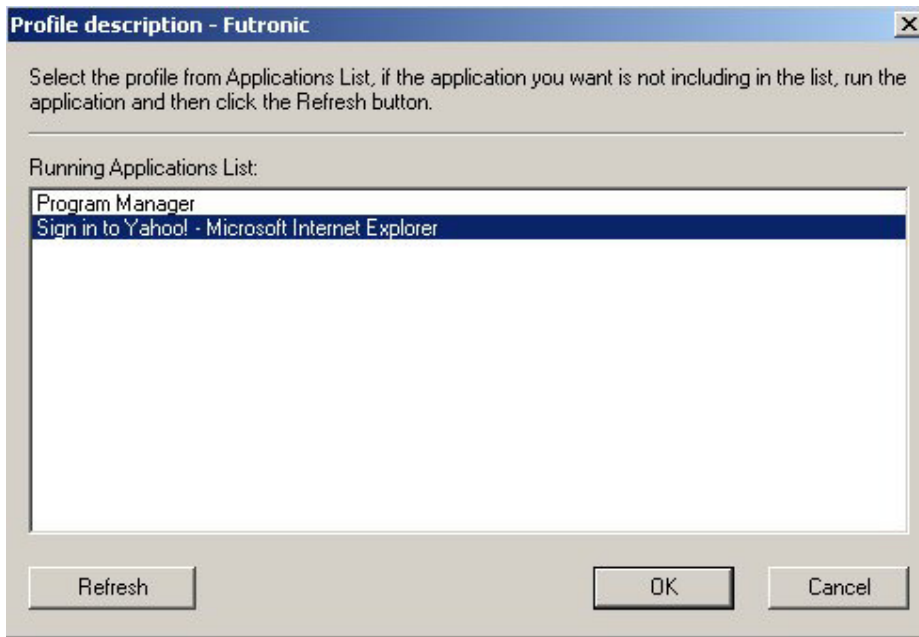 Profile description - Futronic
Select the profile from Applications List, if the application you want is not including in the list, run the
application and then click the Refresh button.
Running Applications List:
Program Manager
Sign in to Yahoo! - Microsoft Internet Explorer
Refresh
OK
Cancel